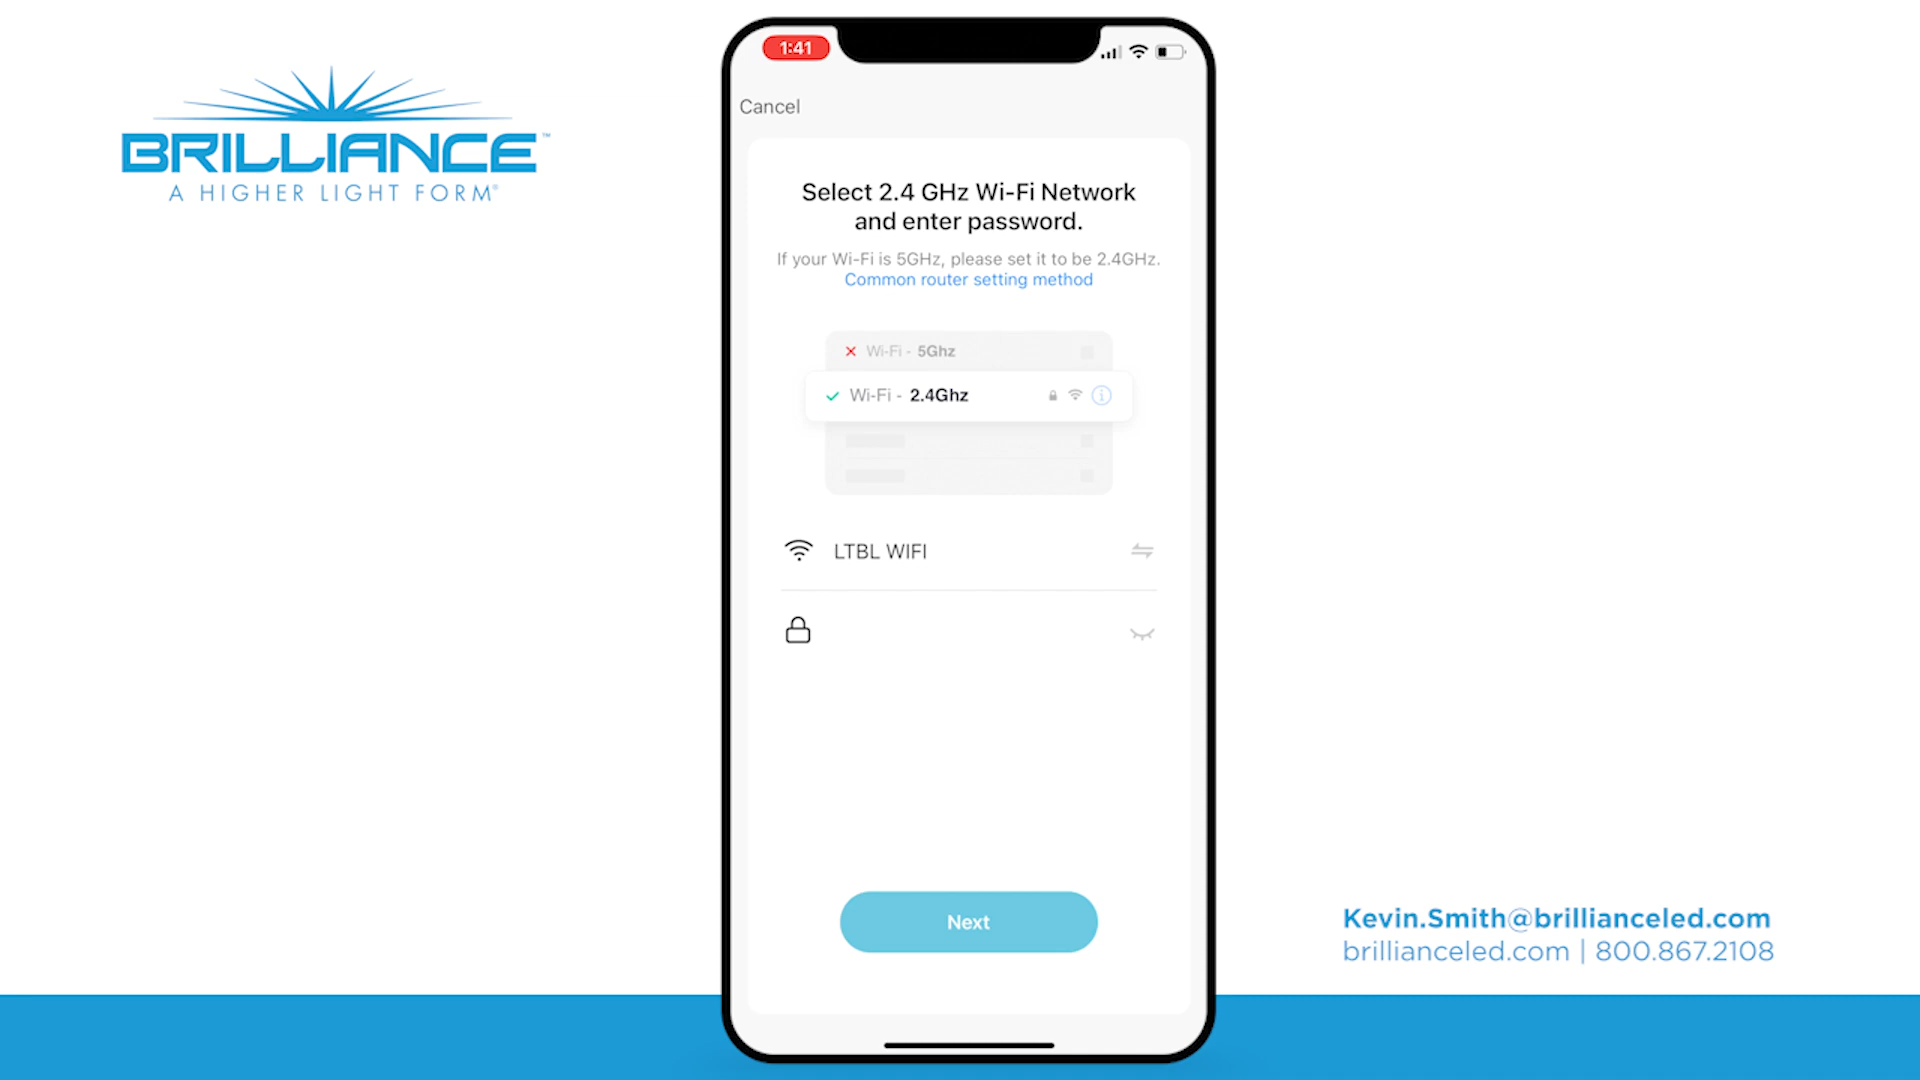 BRILLIANCE™
A HIGHER LIGHT FORM®
1:41
Cancel
Select 2.4 GHz Wi-Fi Network
and enter password.
If your Wi-Fi is 5GHz, please set it to be 2.4GHz.
Common router setting method
Wi-Fi - 5Ghz
Wi-Fi - 2.4Ghz
LTBL WIFI
Next
Kevin.Smith@brillianceled.com
brillianceled.com | 800.867.2108